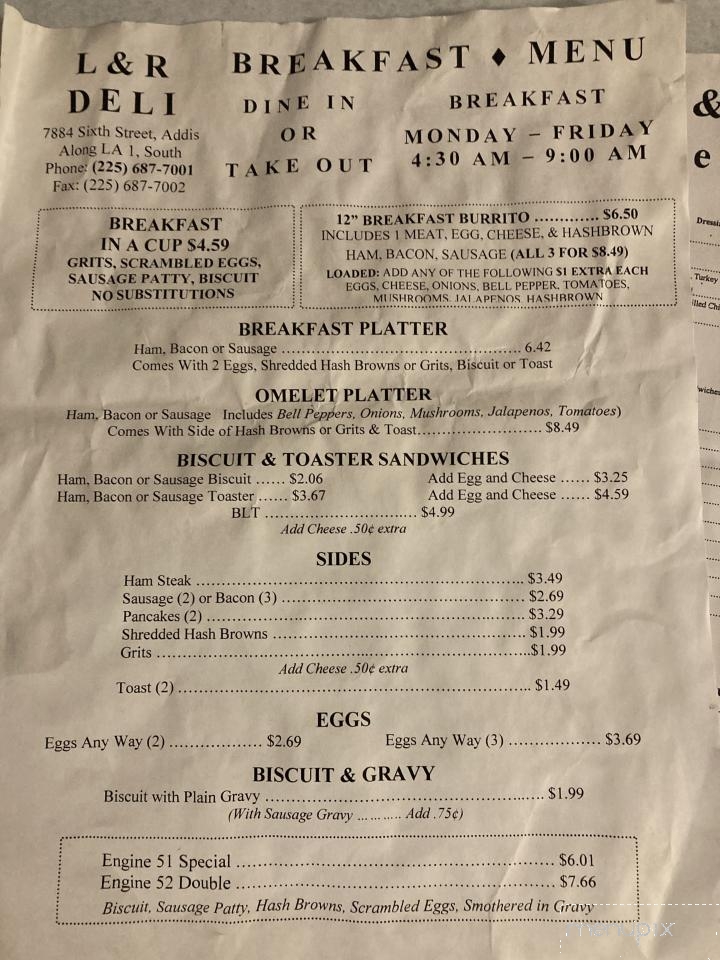 L & R
DELI
7884 Sixth Street, Addis
Along LA 1, South
Phone: (225) 687-7001
Fax: (225) 687-7002
BREAKFAST ♦ MENU
DINE IN
OR
TAKE OUT
BREAKFAST
MONDAY – FRIDAY
4:30 AM – 9:00 AM
BREAKFAST
IN A CUP $4.59
GRITS, SCRAMBLED EGGS,
SAUSAGE PATTY, BISCUIT
NO SUBSTITUTIONS
12” BREAKFAST BURRITO ............ $6.50
INCLUDES 1 MEAT, EGG, CHEESE, & HASHBROWN
HAM, BACON, SAUSAGE (ALL 3 FOR $8.49)
LOADED: ADD ANY OF THE FOLLOWING $1 EXTRA EACH
EGGS, CHEESE, ONIONS, BELL PEPPER, TOMATOES,
MUSHROOMS, JALAPENOS, HASHBROWN
BREAKFAST PLATTER
Ham, Bacon or Sausage ........................................................ 6.42
Comes With 2 Eggs, Shredded Hash Browns or Grits, Biscuit or Toast
OMELET PLATTER
Ham, Bacon or Sausage Includes Bell Peppers, Onions, Mushrooms, Jalapenos, Tomatoes)
Comes With Side of Hash Browns or Grits & Toast............................. $8.49
BISCUIT & TOASTER SANDWICHES
Ham, Bacon or Sausage Biscuit ...... $2.06 Add Egg and Cheese ...... $3.25
Ham, Bacon or Sausage Toaster ...... $3.67 Add Egg and Cheese ...... $4.59
BLT ................................... $4.99
Add Cheese .50¢ extra
SIDES
Ham Steak ............................................................................ $3.49
Sausage (2) or Bacon (3) ........................................................ $2.69
Pancakes (2) .......................................................................... $3.29
Shredded Hash Browns .......................................................... $1.99
Grits ......................................................................................$1.99
Add Cheese .50¢ extra
Toast (2) ................................................................................. $1.49
EGGS
Eggs Any Way (2) ..................... $2.69 Eggs Any Way (3) ..................... $3.69
BISCUIT & GRAVY
Biscuit with Plain Gravy ................................................................ $1.99
(With Sausage Gravy .............. Add .75¢)
Engine 51 Special ........................................................................ $6.01
Engine 52 Double ........................................................................ $7.66
Biscuit, Sausage Patty, Hash Browns, Scrambled Eggs, Smothered in Gravy
&
e
Turkey
menupix